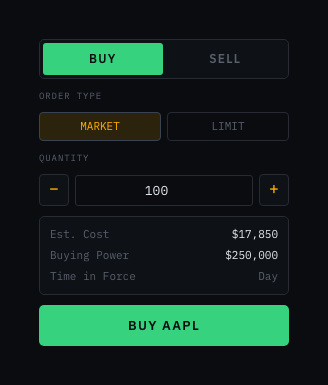 BUY SELL
ORDER TYPE
MARKET LIMIT
QUANTITY
− 100 +
Est. Cost $17,850
Buying Power $250,000
Time in Force Day
BUY AAPL